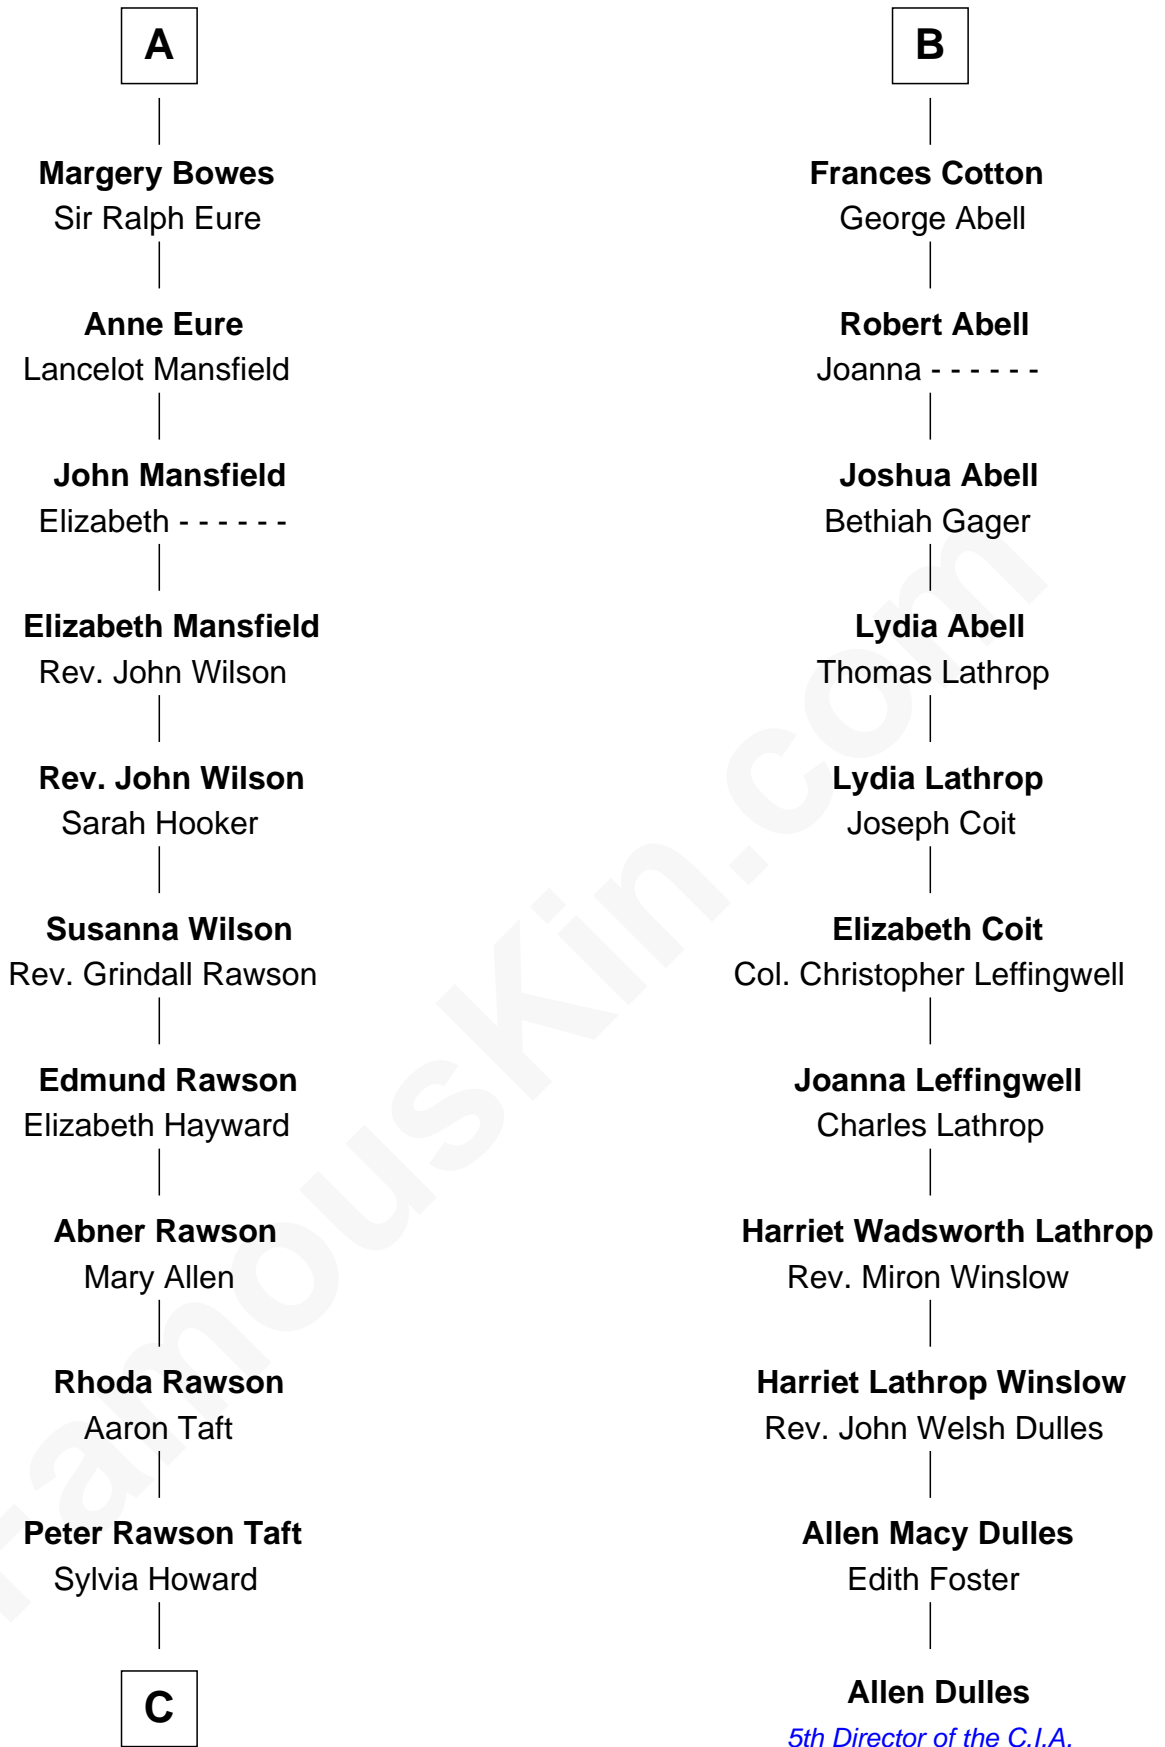 A
Margery Bowes
Sir Ralph Eure
Anne Eure
Lancelot Mansfield
John Mansfield
Elizabeth - - - - - -
Elizabeth Mansfield
Rev. John Wilson
Rev. John Wilson
Sarah Hooker
Susanna Wilson
Rev. Grindall Rawson
Edmund Rawson
Elizabeth Hayward
Abner Rawson
Mary Allen
Rhoda Rawson
Aaron Taft
Peter Rawson Taft
Sylvia Howard
C
B
Frances Cotton
George Abell
Robert Abell
Joanna - - - - - -
Joshua Abell
Bethiah Gager
Lydia Abell
Thomas Lathrop
Lydia Lathrop
Joseph Coit
Elizabeth Coit
Col. Christopher Leffingwell
Joanna Leffingwell
Charles Lathrop
Harriet Wadsworth Lathrop
Rev. Miron Winslow
Harriet Lathrop Winslow
Rev. John Welsh Dulles
Allen Macy Dulles
Edith Foster
Allen Dulles
5th Director of the C.I.A.
FamousKin.com